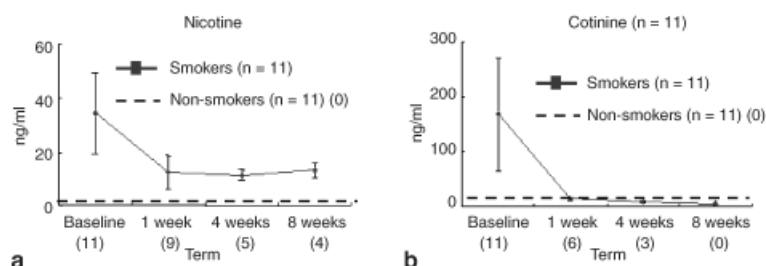 Nicotine
60
40
20
0
ng/ml
Smokers (n = 11)
Non-smokers (n = 11) (0)
Baseline 1 week 4 weeks 8 weeks
(11) (9) (5) (4)
Term
a
Cotinine (n = 11)
300
200
100
0
ng/ml
Smokers (n = 11)
Non-smokers (n = 11) (0)
Baseline 1 week 4 weeks 8 weeks
(11) (6) (3) (0)
Term
b